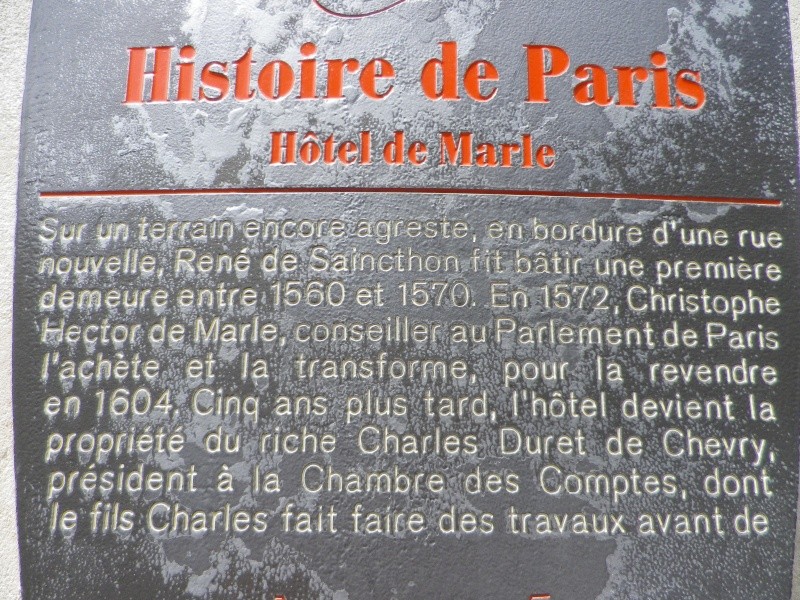 Histoire de Paris
Hôtel de Marle
Sur un terrain encore agreste, en bordure d'une rue
nouvelle, René de Saincthon fit bâtir une première
demeure entre 1560 et 1570. En 1572, Christophe
Hector de Marle, conseiller au Parlement de Paris
l'achète et la transforme, pour la revendre
en 1604. Cinq ans plus tard, l'hôtel devient la
propriété du riche Charles Duret de Chevry,
président à la Chambre des Comptes, dont
le fils Charles fait faire des travaux avant de